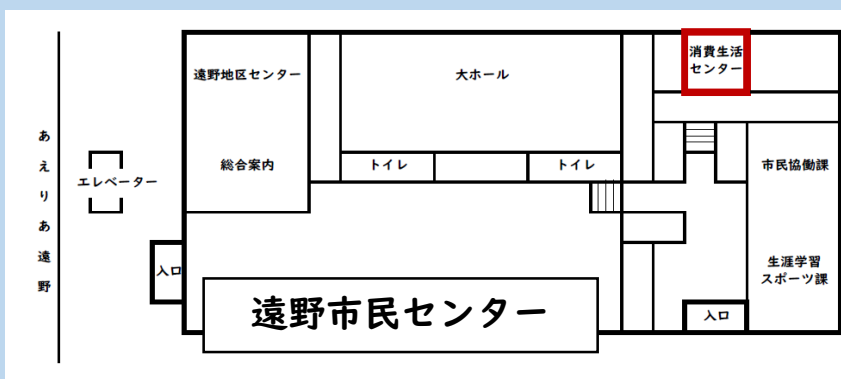 消費生活
センター
遠野地区センター
大ホール
総合案内
トイレ
トイレ
市民協働課
エレベーター
あえりあ遠野
入口
生涯学習
スポーツ課
遠野市民センター
入口